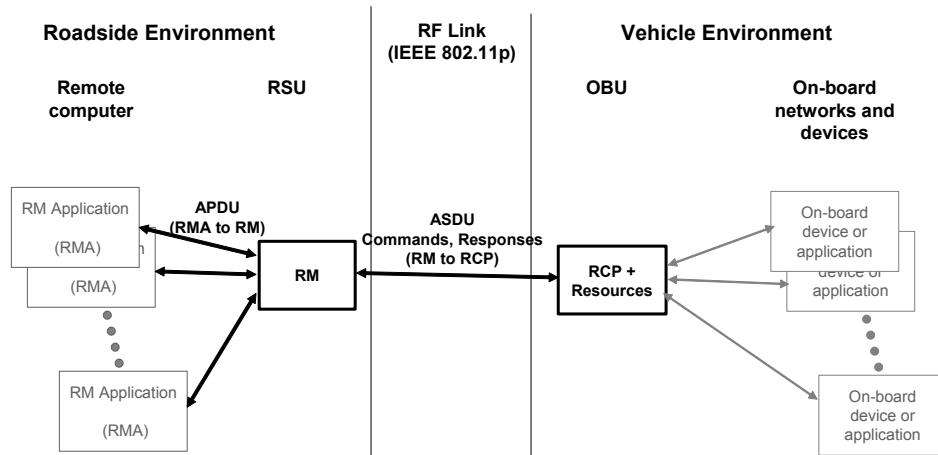 Roadside Environment
RF Link
(IEEE 802.11p)
Vehicle Environment
Remote
computer
RSU
OBU
On-board
networks and
devices
RM Application
(RMA)
(RMA)
RM Application
(RMA)
APDU
(RMA to RM)
RM
ASDU
Commands, Responses
(RM to RCP)
RCP +
Resources
On-board
device or
application
device or
application
On-board
device or
application